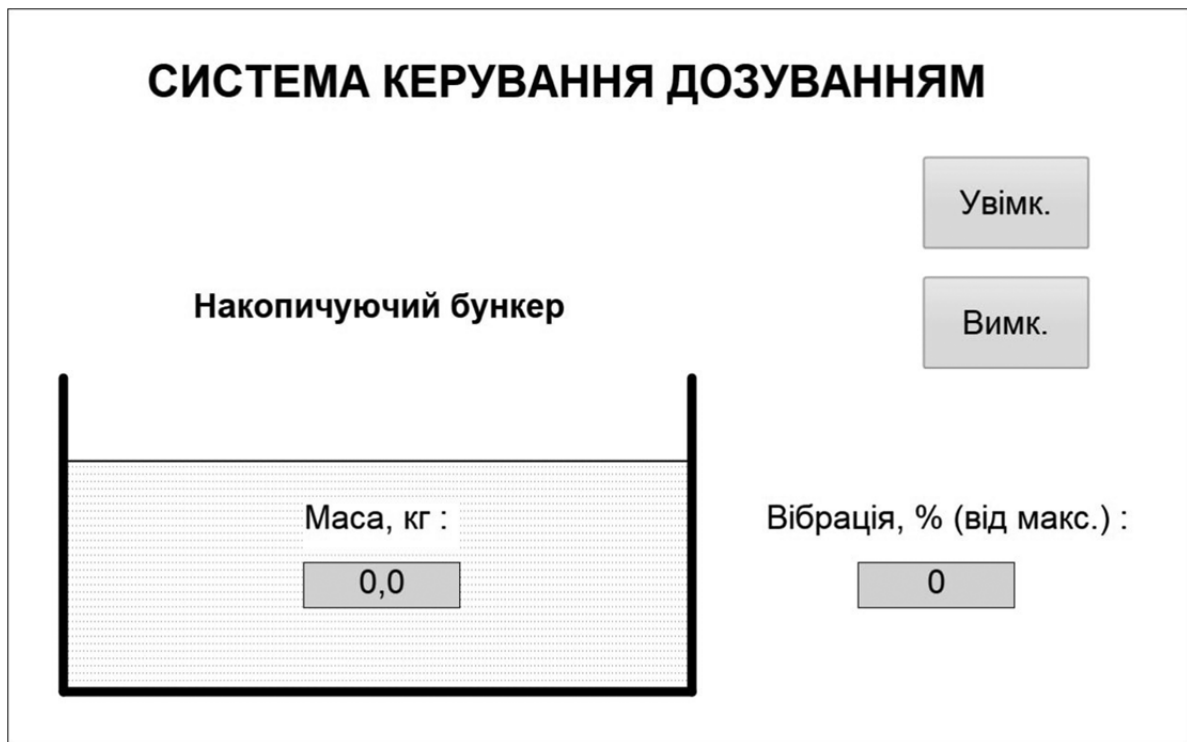 СИСТЕМА КЕРУВАННЯ ДОЗУВАННЯМ
Увімк.
Вимк.
Накопичуючий бункер
Маса, кг :
0,0
Вібрація, % (від макс.) :
0